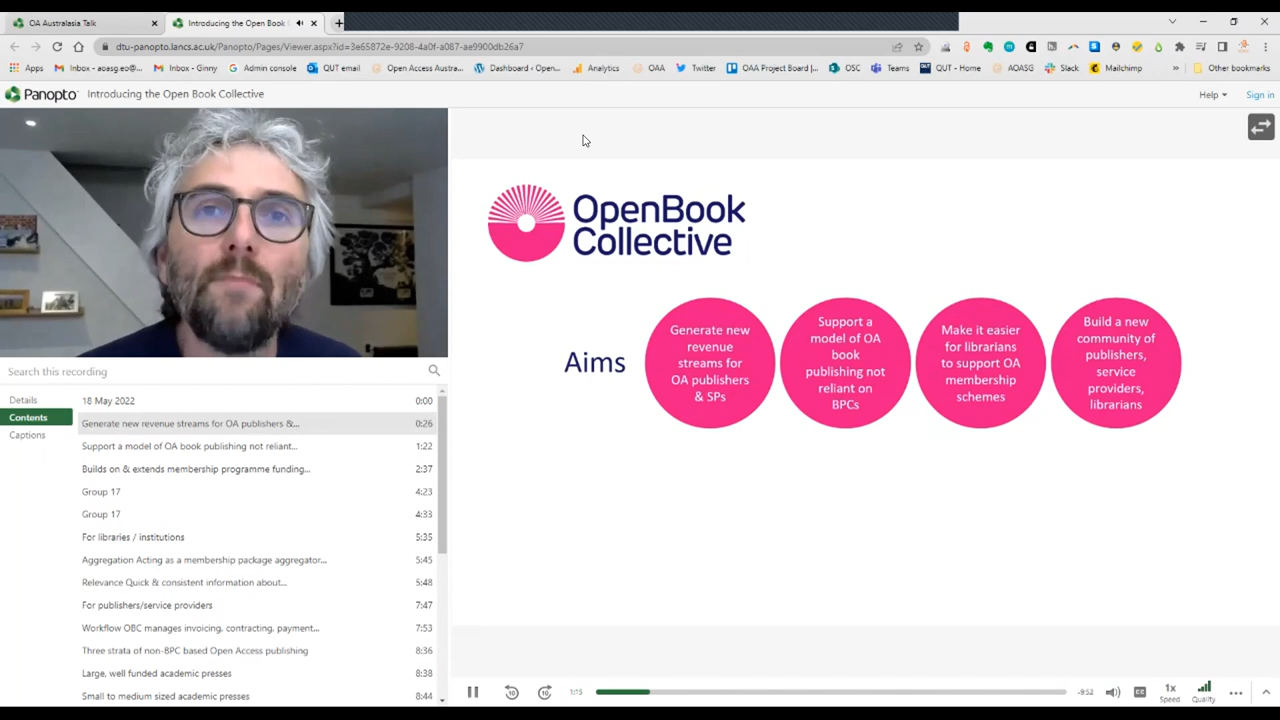 OA Australasia Talk
Introducing the Open Book C
dtu-panopto.lancs.ac.uk/Panopto/Pages/Viewer.aspx?id=3e65872e-9208-4a0f-a087-ae9900db26a7
Apps
Inbox - aoasg.eo@...
Inbox - Ginny
Admin console
QUT email
Open Access Austra...
Dashboard ‹ Open...
Analytics
OAA
Twitter
OAA Project Board |...
OSC
Teams
QUT - Home
AOASG
Slack
Mailchimp
»
Other bookmarks
Panopto
Introducing the Open Book Collective
Help
Sign in
OpenBook
Collective
Aims
Generate new
revenue
streams for
OA publishers
& SPs
Support a
model of OA
book
publishing not
reliant on
BPCs
Make it easier
for librarians
to support OA
membership
schemes
Build a new
community of
publishers,
service
providers,
librarians
Search this recording
Details
Contents
Captions
18 May 2022 0:00
Generate new revenue streams for OA publishers &... 0:26
Support a model of OA book publishing not reliant... 1:22
Builds on & extends membership programme funding... 2:37
Group 17 4:23
Group 17 4:33
For libraries / institutions 5:35
Aggregation Acting as a membership package aggregator... 5:45
Relevance Quick & consistent information about... 5:48
For publishers/service providers 7:47
Workflow OBC manages invoicing, contracting, payment... 7:53
Three strata of non-BPC based Open Access publishing 8:36
Large, well funded academic presses 8:38
Small to medium sized academic presses 8:44
10
10
1:15
-9:52
CC
1x
Speed
Quality